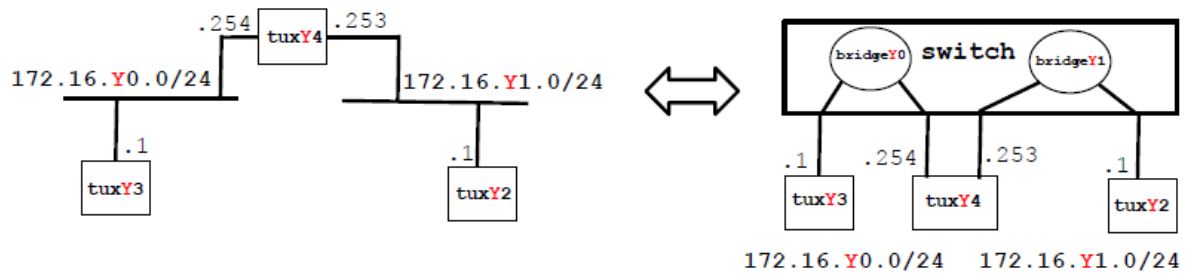 .254
tuxY4
.253
172.16.Y0.0/24
172.16.Y1.0/24
.1
tuxY3
.1
tuxY2
bridgeY0
switch
bridgeY1
.1
.254
.253
.1
tuxY3
tuxY4
tuxY2
172.16.Y0.0/24
172.16.Y1.0/24